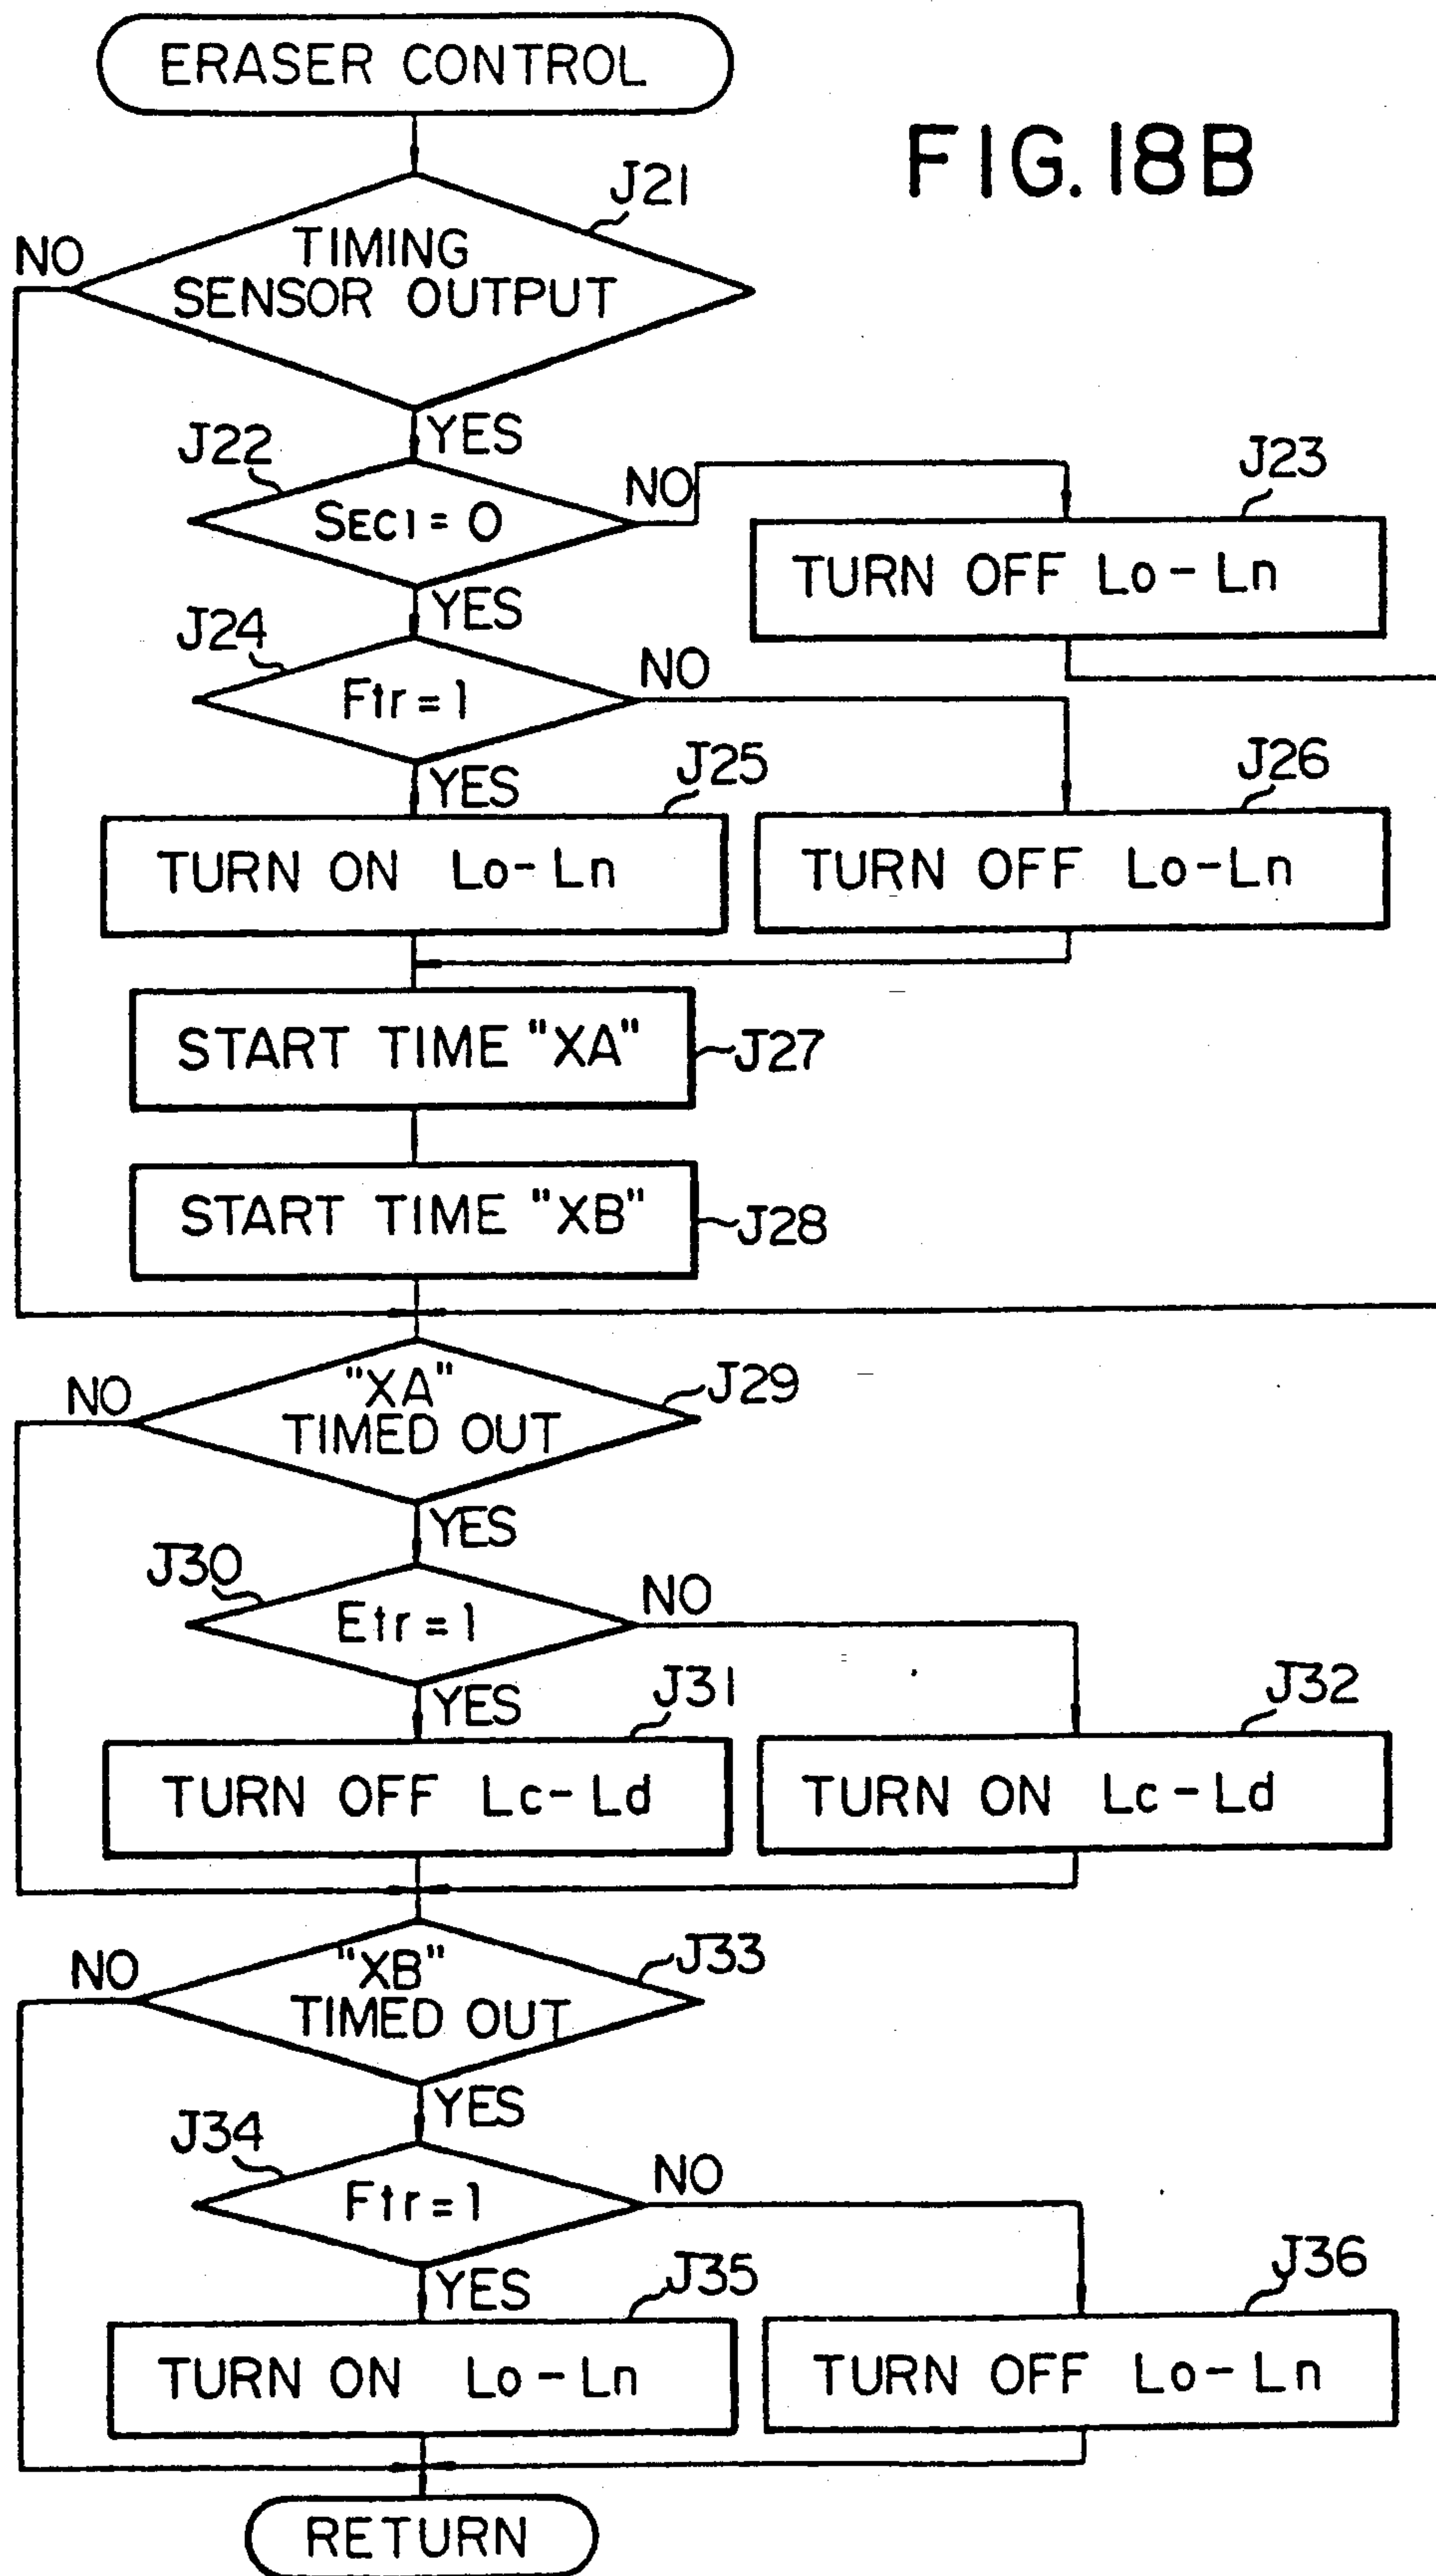 ERASER CONTROL
FIG. 18B
J21
NO
TIMING
SENSOR OUTPUT
YES
J22
SEC1 = 0
NO
J23
TURN OFF Lo - Ln
YES
J24
Ftr = 1
NO
YES
J25
J26
TURN ON Lo - Ln
TURN OFF Lo - Ln
START TIME "XA"
J27
START TIME "XB"
J28
"XA"
TIMED OUT
J29
NO
YES
J30
Etr = 1
NO
YES
J31
J32
TURN OFF Lc - Ld
TURN ON Lc - Ld
"XB"
TIMED OUT
J33
NO
YES
J34
Ftr = 1
NO
YES
J35
J36
TURN ON Lo - Ln
TURN OFF Lo - Ln
RETURN